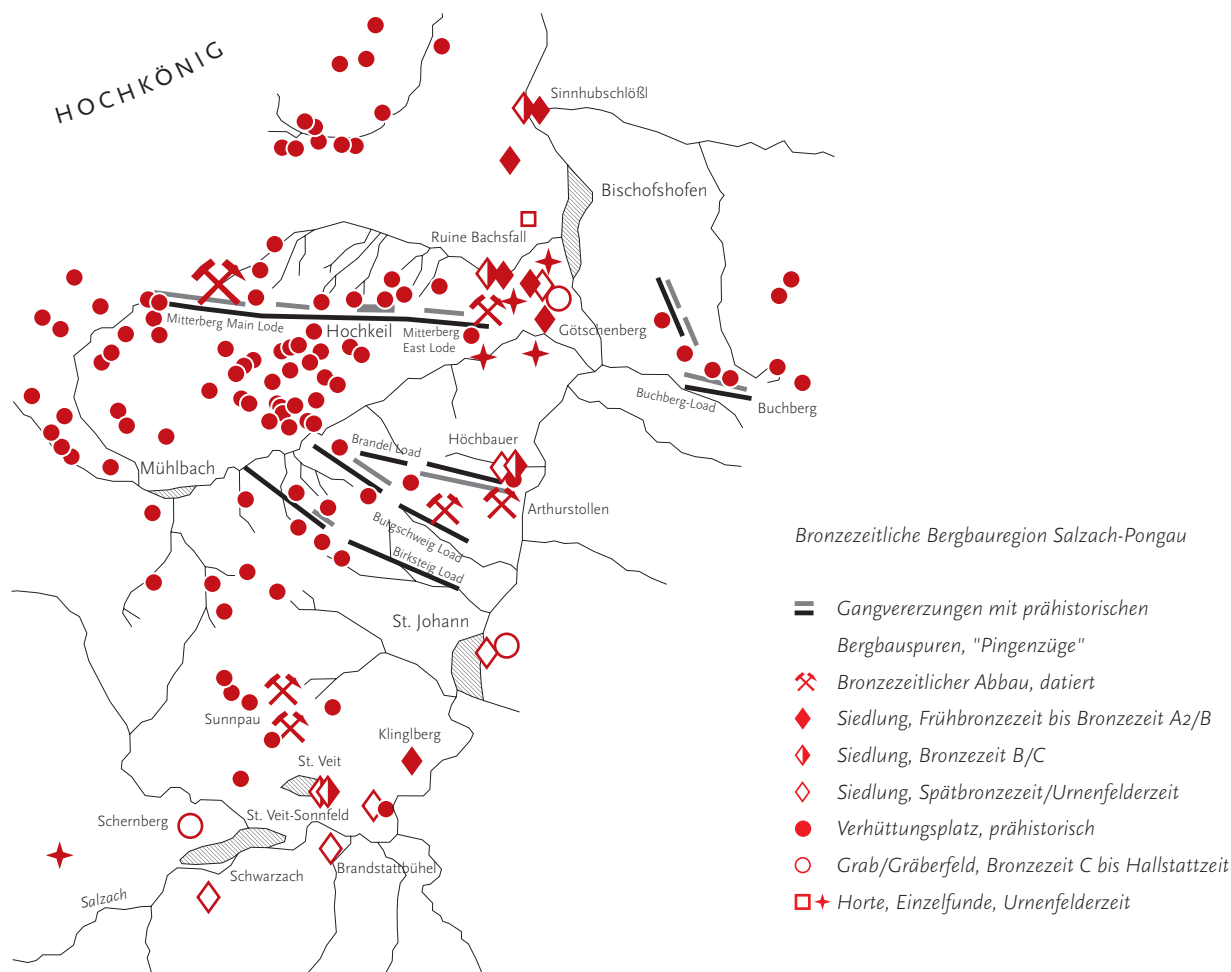 HOCHKÖNIG
Sinnhubschlößl
Bischofshofen
Ruine Bachsfall
Götschenberg
Mitterberg Main Lode
Hochkeil
Mitterberg
East Lode
Buchberg-Load
Buchberg
Brandel Load
Höchbauer
Mühlbach
Arthurstollen
Burgschweig Load
Birksteig Load
St. Johann
Sunnpau
Klinglberg
St. Veit
Schernberg
St. Veit-Sonnfeld
Brandstattbühel
Schwarzach
Salzach
Bronzezeitliche Bergbauregion Salzach-Pongau
Gangvererzungen mit prähistorischen
Bergbauspuren, "Pingenzüge"
Bronzezeitlicher Abbau, datiert
Siedlung, Frühbronzezeit bis Bronzezeit A2/B
Siedlung, Bronzezeit B/C
Siedlung, Spätbronzezeit/Urnenfelderzeit
Verhüttungsplatz, prähistorisch
Grab/Gräberfeld, Bronzezeit C bis Hallstattzeit
Horte, Einzelfunde, Urnenfelderzeit